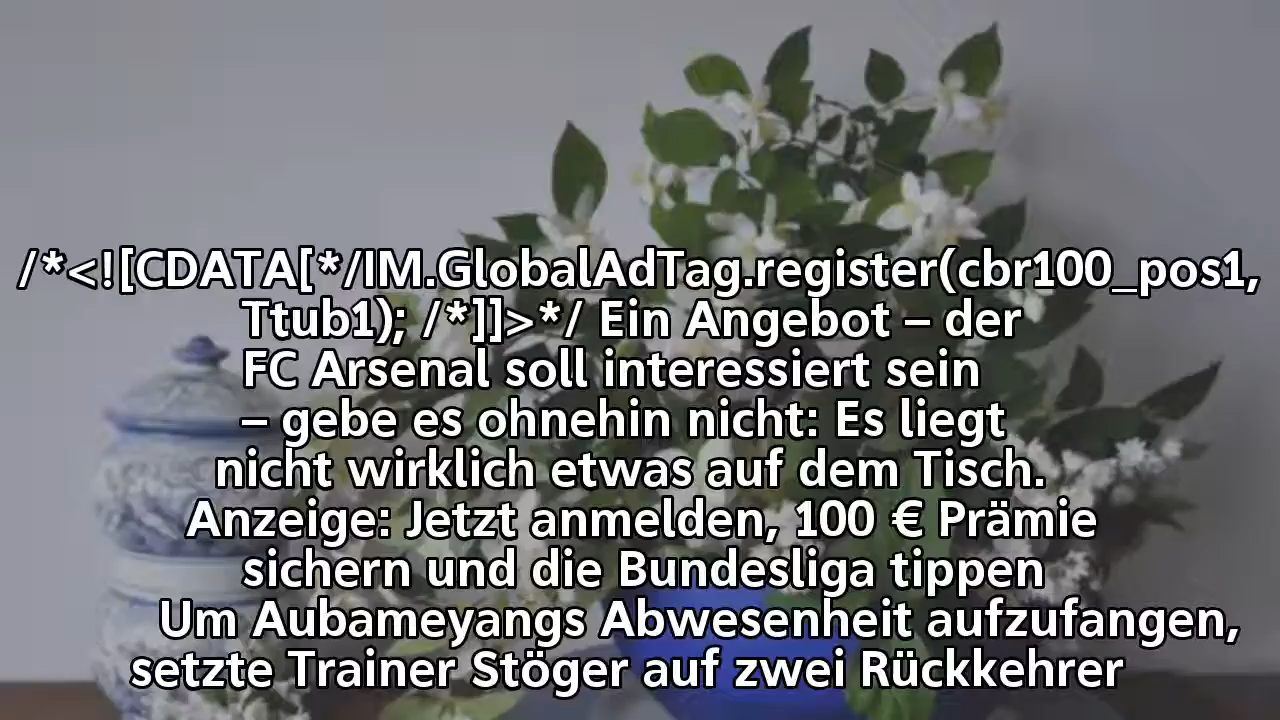 /*<![CDATA[*/IM.GlobalAdTag.register(cbr100_pos1,
Ttub1); /*]]>*/ Ein Angebot – der
FC Arsenal soll interessiert sein
– gebe es ohnehin nicht: Es liegt
nicht wirklich etwas auf dem Tisch.
Anzeige: Jetzt anmelden, 100 € Prämie
sichern und die Bundesliga tippen
Um Aubameyangs Abwesenheit aufzufangen,
setzte Trainer Stöger auf zwei Rückkehrer